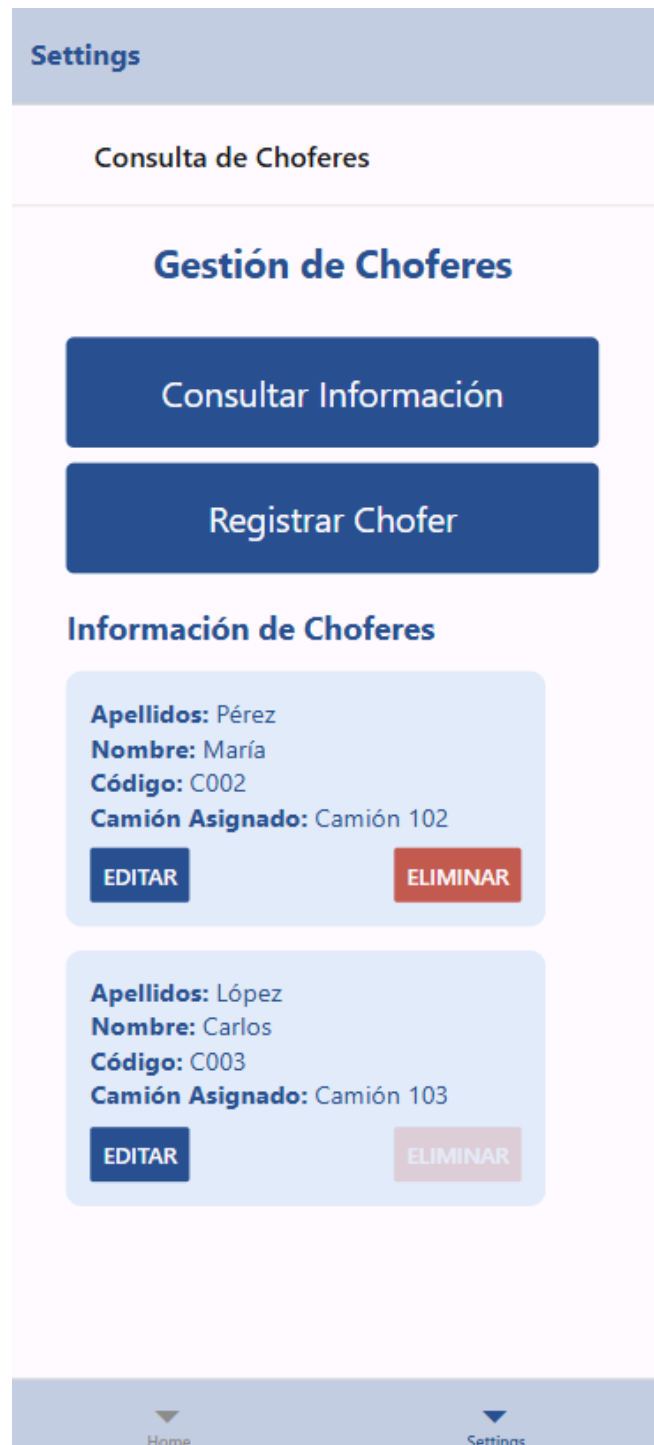 Settings
Consulta de Choferes
Gestión de Choferes
Consultar Información
Registrar Chofer
Información de Choferes
Apellidos: Pérez
Nombre: María
Código: C002
Camión Asignado: Camión 102
EDITAR ELIMINAR
Apellidos: López
Nombre: Carlos
Código: C003
Camión Asignado: Camión 103
EDITAR ELIMINAR
Home Settings